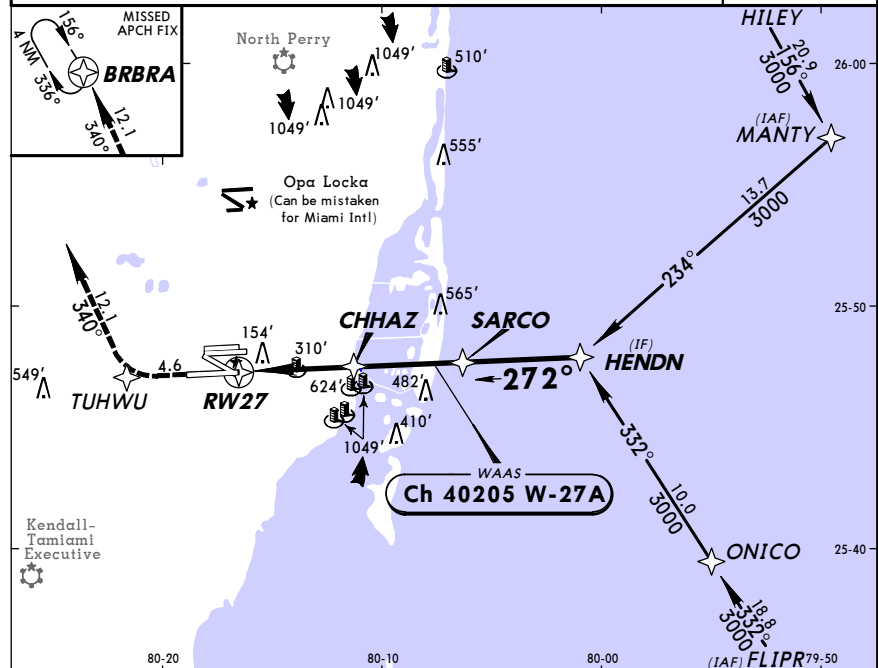 MISSED
APCH FIX
156°
4 NM
336°
BRBRA
12.1
340°
North Perry
1049'
1049'
1049'
510'
555'
HILEY
20.9
156°
3000
26-00
(IAF)
MANTY
13.7
3000
234°
Opa Locka
(Can be mistaken
for Miami Intl)
12.1
340°
565'
25-50
CHHAZ
SARCO
(IF)
HENDN
154'
310'
4.6
549'
TUHWU
RW27
624'
482'
272°
410'
1049'
WAAS
Ch 40205 W-27A
332°
10.0
3000
Kendall-
Tamiami
Executive
ONICO
25-40
18.8
332°
3000
(IAF) FLIPR
80-20
80-10
80-00
79-50